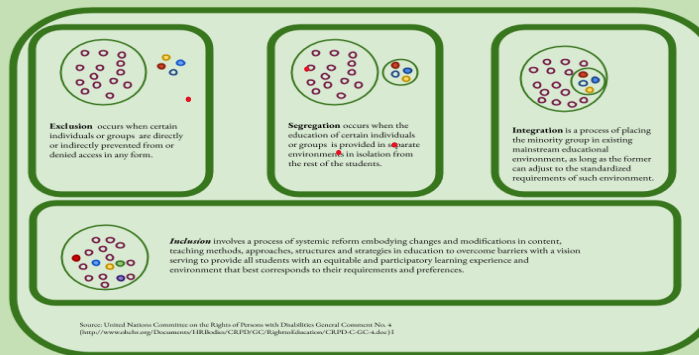 Exclusion occurs when certain
individuals or groups are directly
or indirectly prevented from or
denied access in any form.
Segregation occurs when the
education of certain individuals
or groups is provided in separate
environments in isolation from
the rest of the students.
Integration is a process of placing
the minority group in existing
mainstream educational
environment, as long as the former
can adjust to the standardized
requirements of such environment.
Inclusion involves a process of systemic reform embodying changes and modifications in content,
teaching methods, approaches, structures and strategies in education to overcome barriers with a vision
serving to provide all students with an equitable and participatory learning experience and
environment that best corresponds to their requirements and preferences.
Source: United Nations Committee on the Rights of Persons with Disabilities General Comment No. 4
(http://www.ohchr.org/Documents/HRBodies/CRPD/GC/RighttoEducation/CRPD-C-GC-4.doc)1